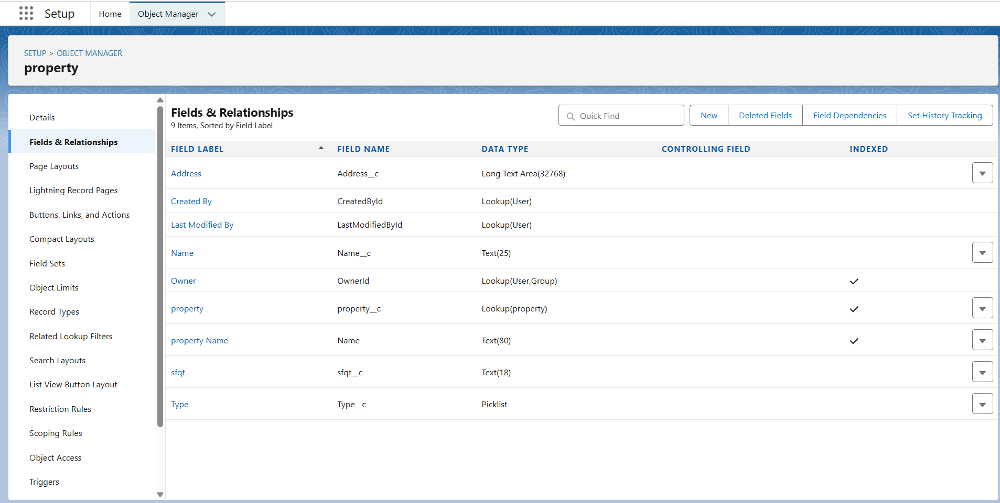 Setup
Home
Object Manager
SETUP > OBJECT MANAGER
property
Details
Fields & Relationships
Page Layouts
Lightning Record Pages
Buttons, Links, and Actions
Compact Layouts
Field Sets
Object Limits
Record Types
Related Lookup Filters
Search Layouts
List View Button Layout
Restriction Rules
Scoping Rules
Object Access
Triggers
Fields & Relationships
9 Items, Sorted by Field Label
Quick Find
New
Deleted Fields
Field Dependencies
Set History Tracking
FIELD LABEL FIELD NAME DATA TYPE CONTROLLING FIELD INDEXED
Address Address__c Long Text Area(32768)
Created By CreatedById Lookup(User)
Last Modified By LastModifiedById Lookup(User)
Name Name__c Text(25)
Owner OwnerId Lookup(User,Group)
property property__c Lookup(property)
property Name Name Text(80)
sfqt sfqt__c Text(18)
Type Type__c Picklist